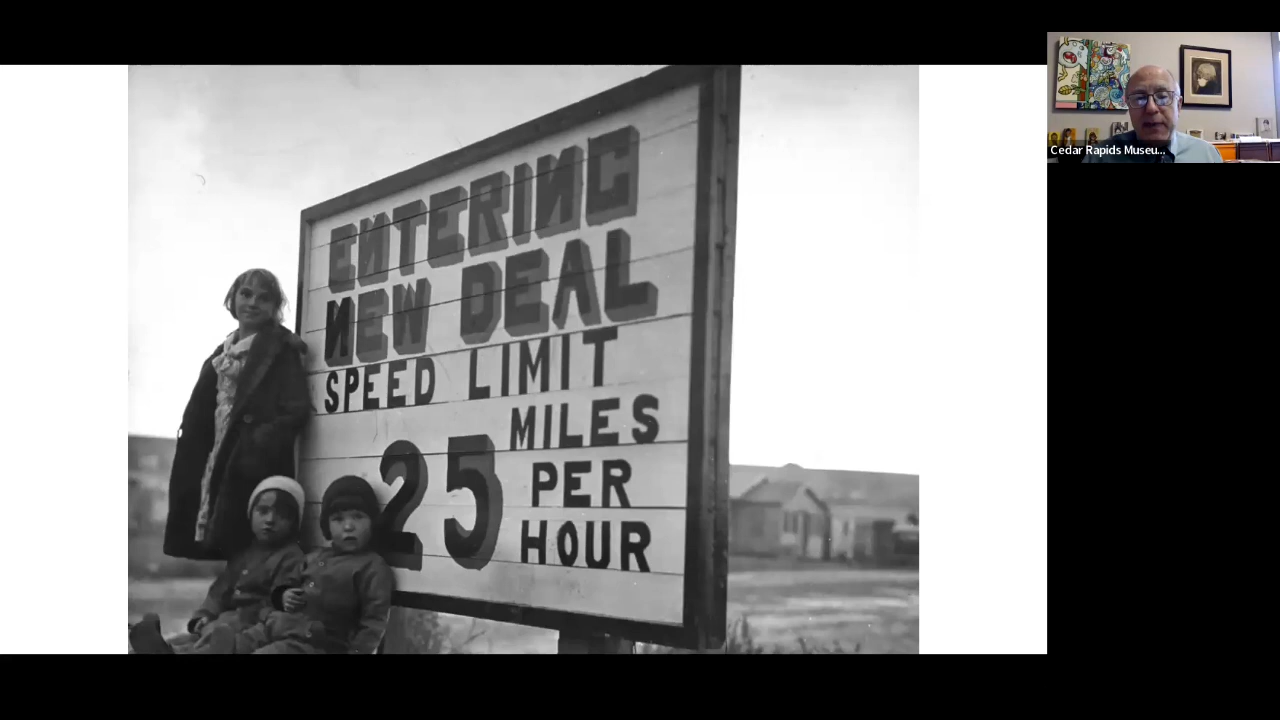 ENTERING
NEW DEAL
SPEED LIMIT
25 MILES
PER
HOUR
Cedar Rapids Museu...